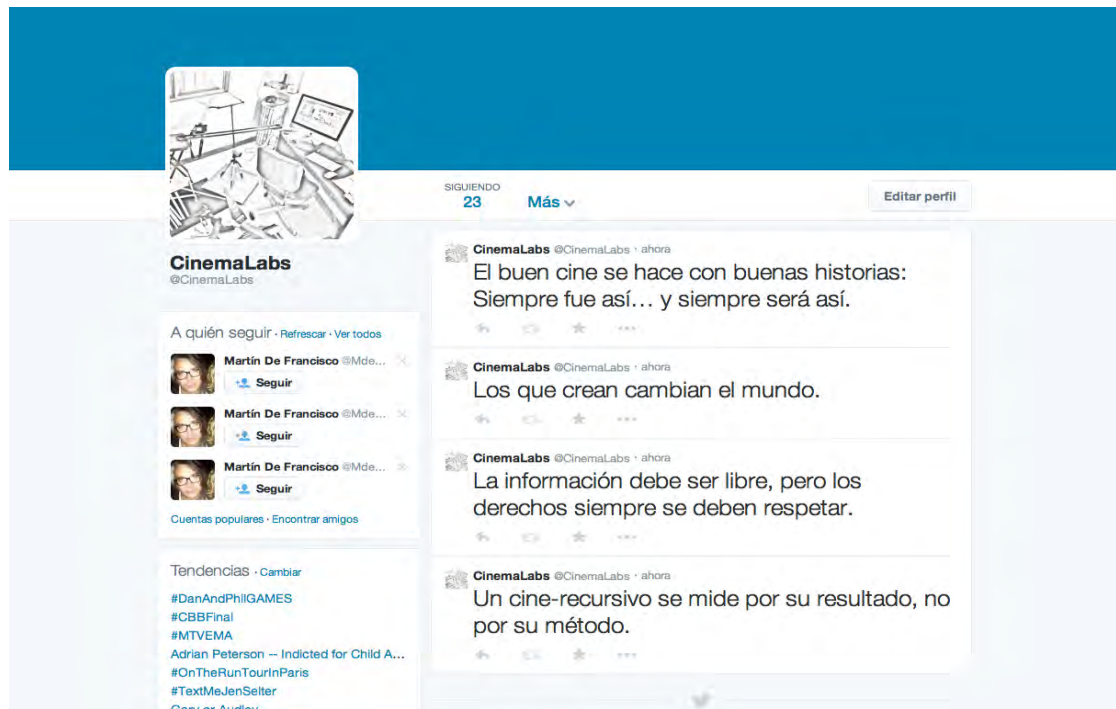 SIGUIENDO
23
Más
Editar perfil
CinemaLabs
@CinemaLabs
A quién seguir · Refrescar · Ver todos
Martín De Francisco @Mde...
Seguir
Martín De Francisco @Mde...
Seguir
Martín De Francisco @Mde...
Seguir
Cuentas populares · Encontrar amigos
Tendencias · Cambiar
#DanAndPhilGAMES
#CBBFinal
#MTVEMA
Adrian Peterson -- Indicted for Child A...
#OnTheRunTourInParis
#TextMeJenSelter
CinemaLabs @CinemaLabs · ahora
El buen cine se hace con buenas historias:
Siempre fue así... y siempre será así.
CinemaLabs @CinemaLabs · ahora
Los que crean cambian el mundo.
CinemaLabs @CinemaLabs · ahora
La información debe ser libre, pero los
derechos siempre se deben respetar.
CinemaLabs @CinemaLabs · ahora
Un cine-recursivo se mide por su resultado, no
por su método.